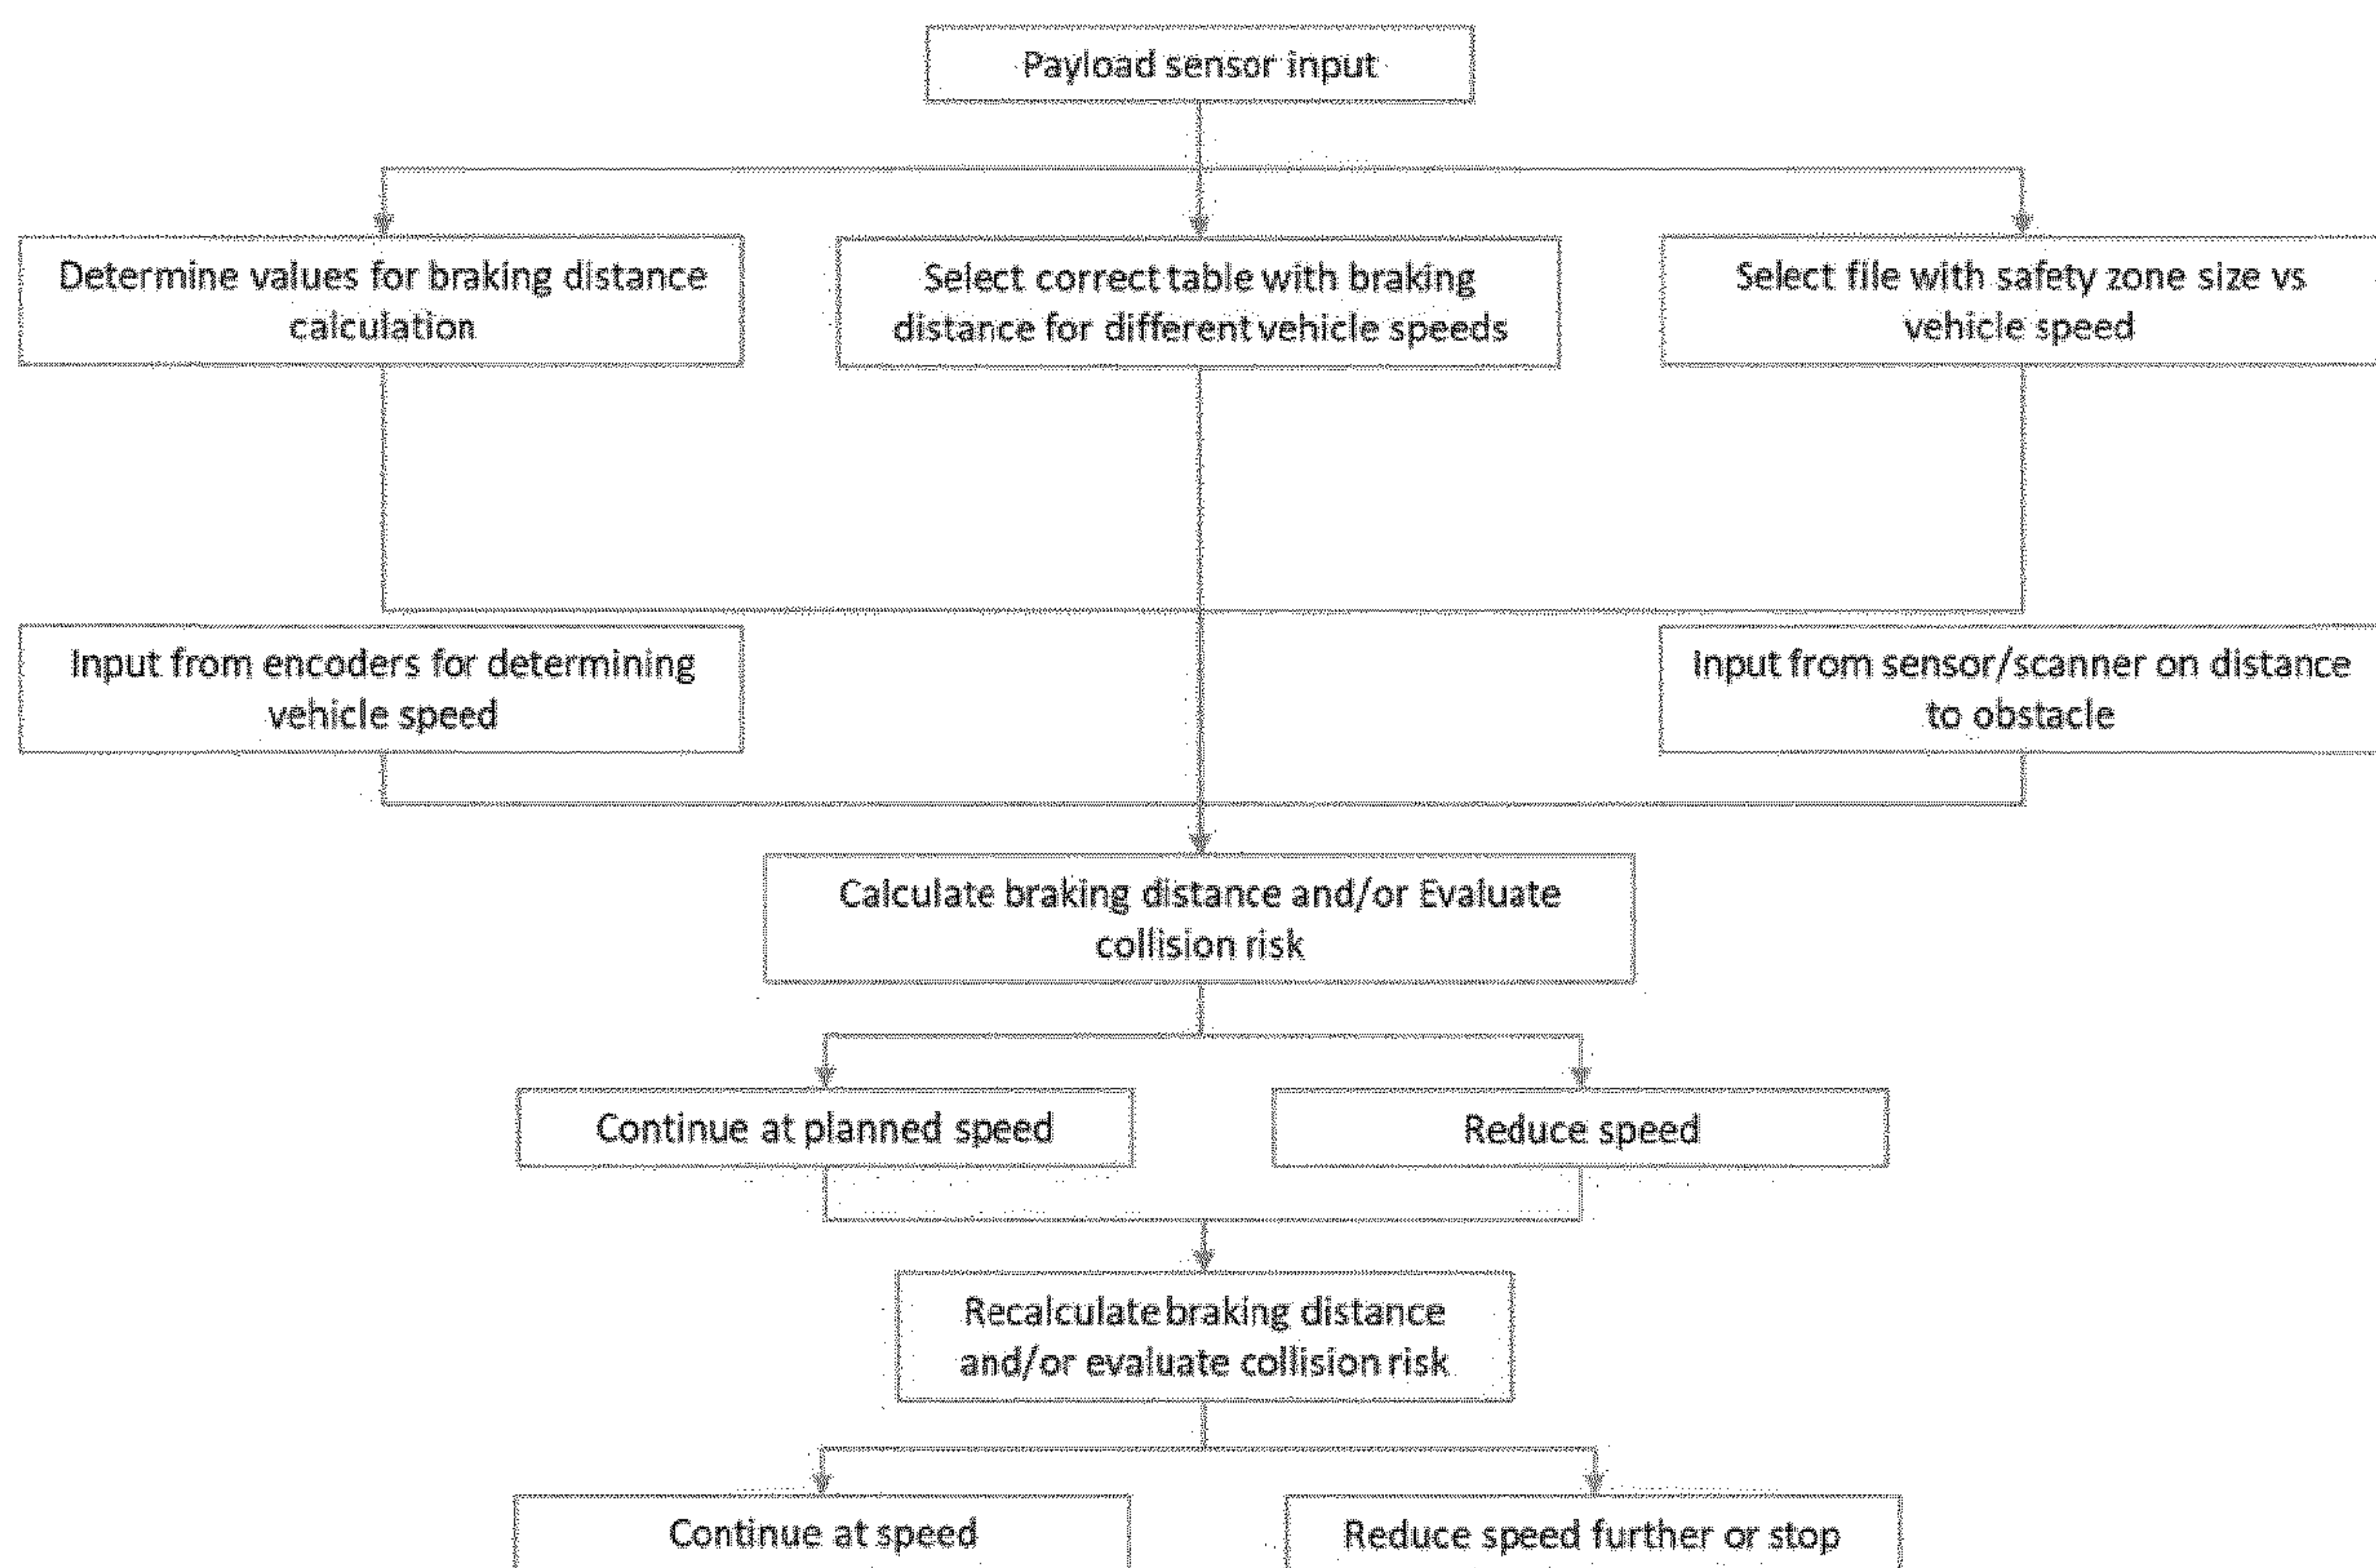 Payload sensor input
Determine values for braking distance
calculation
Select correct table with braking
distance for different vehicle speeds
Select file with safety zone size vs
vehicle speed
Input from encoders for determining
vehicle speed
Input from sensor/scanner on distance
to obstacle
Calculate braking distance and/or Evaluate
collision risk
Continue at planned speed
Reduce speed
Recalculate braking distance
and/or evaluate collision risk
Continue at speed
Reduce speed further or stop